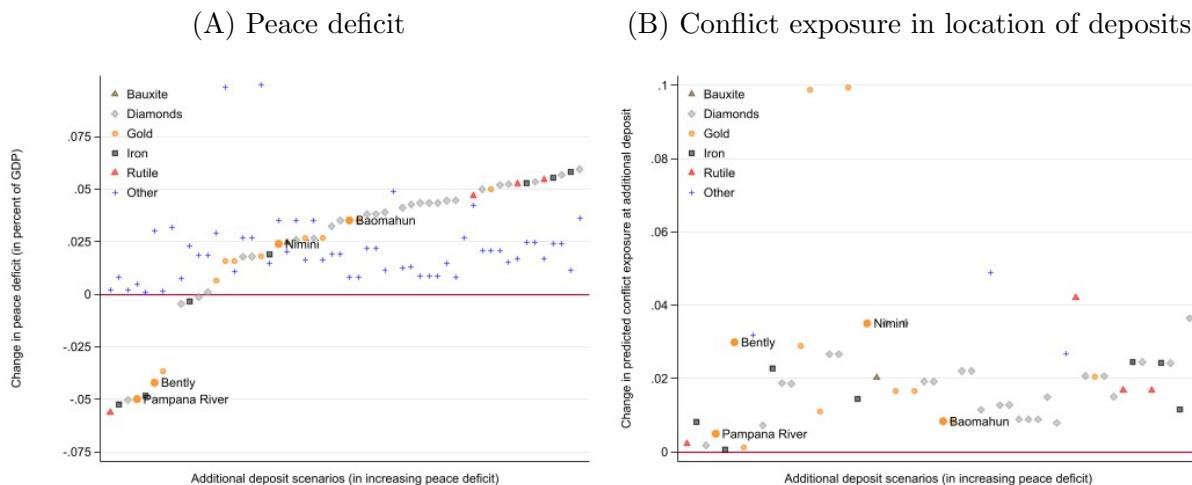 (A) Peace deficit
Change in peace deficit (in percent of GDP)
.075
.05
.025
0
-.025
-.05
-.075
Bauxite
Diamonds
Gold
Iron
Rutile
Other
Baomahun
Nimini
Bently
Pampana River
Additional deposit scenarios (in increasing peace deficit)
(B) Conflict exposure in location of deposits
Change in predicted conflict exposure at additional deposit
.1
.08
.06
.04
.02
0
Bauxite
Diamonds
Gold
Iron
Rutile
Other
Nimini
Bently
Baomahun
Pampana River
Additional deposit scenarios (in increasing peace deficit)